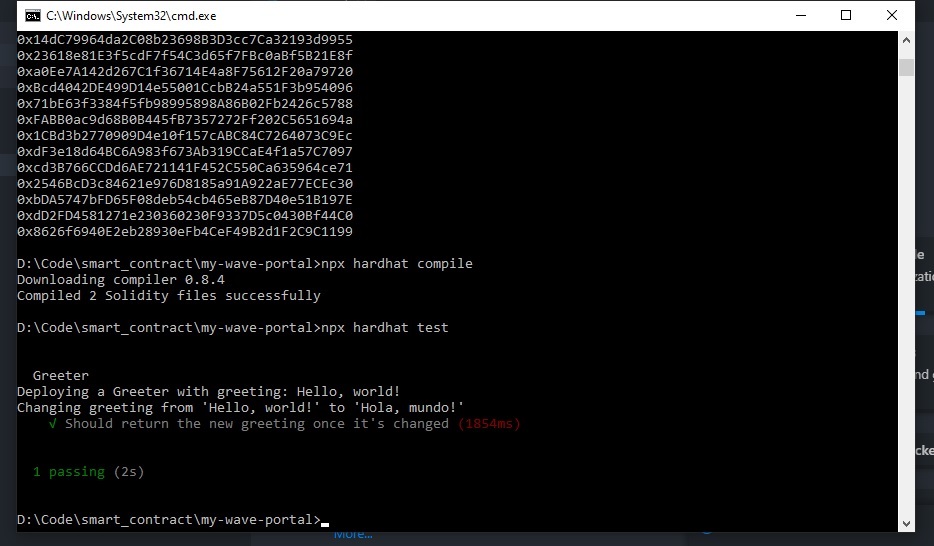 C:\Windows\System32\cmd.exe
0x14dC79964da2C08b23698B3D3cc7Ca32193d9955
0x23618e81E3f5cdF7f54C3d65f7FBc0aBf5B21E8f
0xa0Ee7A142d267C1f36714E4a8F75612F20a79720
0xBcd4042DE499D14e55001CcbB24a551F3b954096
0x71bE63f3384f5fb98995898A86B02Fb2426c5788
0xFABB0ac9d68B0B445fB7357272Ff202C5651694a
0x1CBd3b2770909D4e10f157cABC84C7264073C9Ec
0xdF3e18d64BC6A983f673Ab319CCaE4f1a57C7097
0xcd3B766CCDd6AE721141F452C550Ca635964ce71
0x2546BcD3c84621e976D8185a91A922aE77ECEc30
0xbDA5747bFD65F08deb54cb465eB87D40e51B197E
0xdD2FD4581271e230360230F9337D5c0430Bf44C0
0x8626f6940E2eb28930eFb4CeF49B2d1F2C9C1199
D:\Code\smart_contract\my-wave-portal>npx hardhat compile
Downloading compiler 0.8.4
Compiled 2 Solidity files successfully
D:\Code\smart_contract\my-wave-portal>npx hardhat test
Greeter
Deploying a Greeter with greeting: Hello, world!
Changing greeting from 'Hello, world!' to 'Hola, mundo!'
√ Should return the new greeting once it's changed (1854ms)
1 passing (2s)
D:\Code\smart_contract\my-wave-portal>
More...